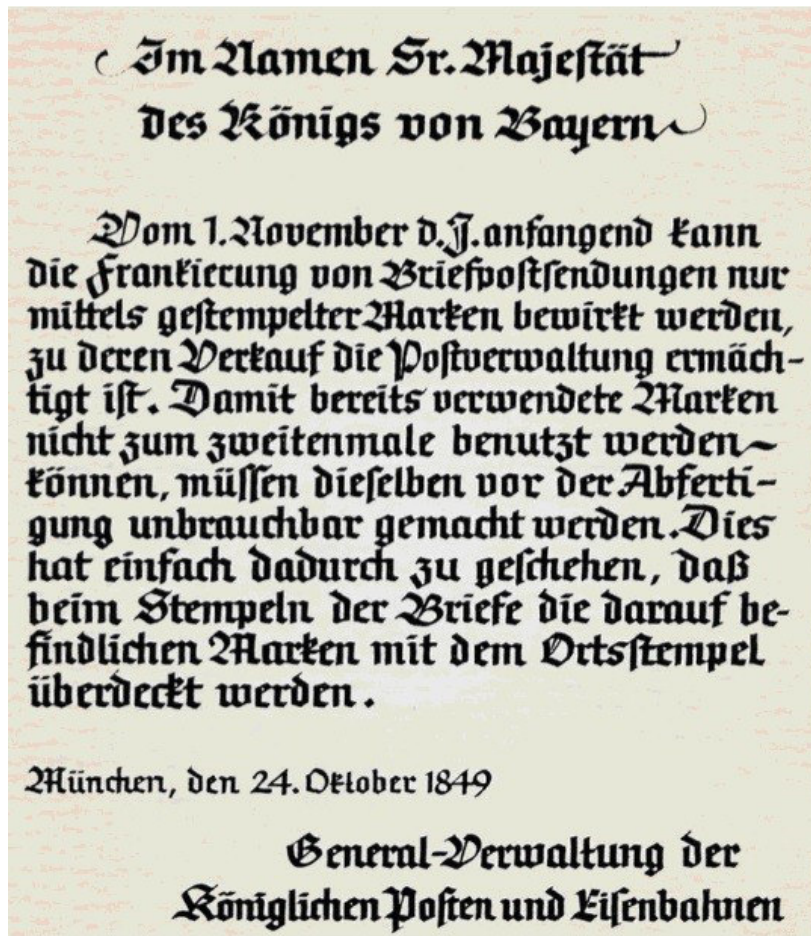 Im Namen Sr. Majestät
des Königs von Bayern
Vom 1. November d. J. anfangend kann
die Frankierung von Briefpostsendungen nur
mittels gestempelter Marken bewirkt werden,
zu deren Verkauf die Postverwaltung ermäch-
tigt ist. Damit bereits verwendete Marken
nicht zum zweitenmale benutzt werden
können, müssen dieselben vor der Abferti-
gung unbrauchbar gemacht werden. Dies
hat einfach dadurch zu geschehen, daß
beim Stempeln der Briefe die darauf be-
findlichen Marken mit dem Ortsstempel
überdeckt werden.
München, den 24. Oktober 1849
General-Verwaltung der
Königlichen Posten und Eisenbahnen